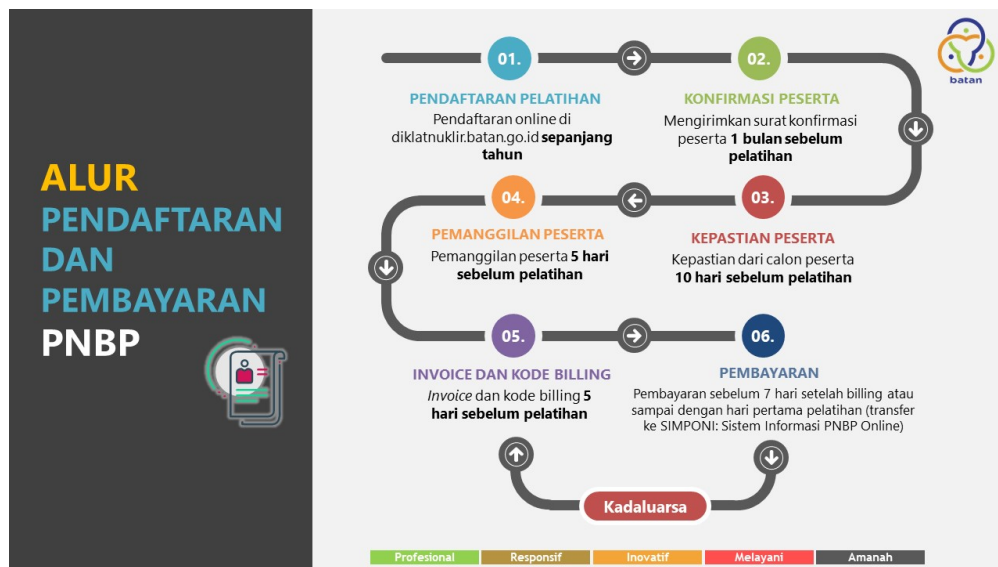 ALUR
PENDAFTARAN
DAN
PEMBAYARAN
PNBP
batan
01.
PENDAFTARAN PELATIHAN
Pendaftaran online di
diklatnuklir.batan.go.id sepanjang
tahun
02.
KONFIRMASI PESERTA
Mengirimkan surat konfirmasi
peserta 1 bulan sebelum
pelatihan
03.
KEPASTIAN PESERTA
Kepastian dari calon peserta
10 hari sebelum pelatihan
04.
PEMANGGILAN PESERTA
Pemanggilan peserta 5 hari
sebelum pelatihan
05.
INVOICE DAN KODE BILLING
Invoice dan kode billing 5
hari sebelum pelatihan
06.
PEMBAYARAN
Pembayaran sebelum 7 hari setelah billing atau
sampai dengan hari pertama pelatihan (transfer
ke SIMPONI: Sistem Informasi PNBP Online)
Kadaluarsa
Profesional
Responsif
Inovatif
Melayani
Amanah